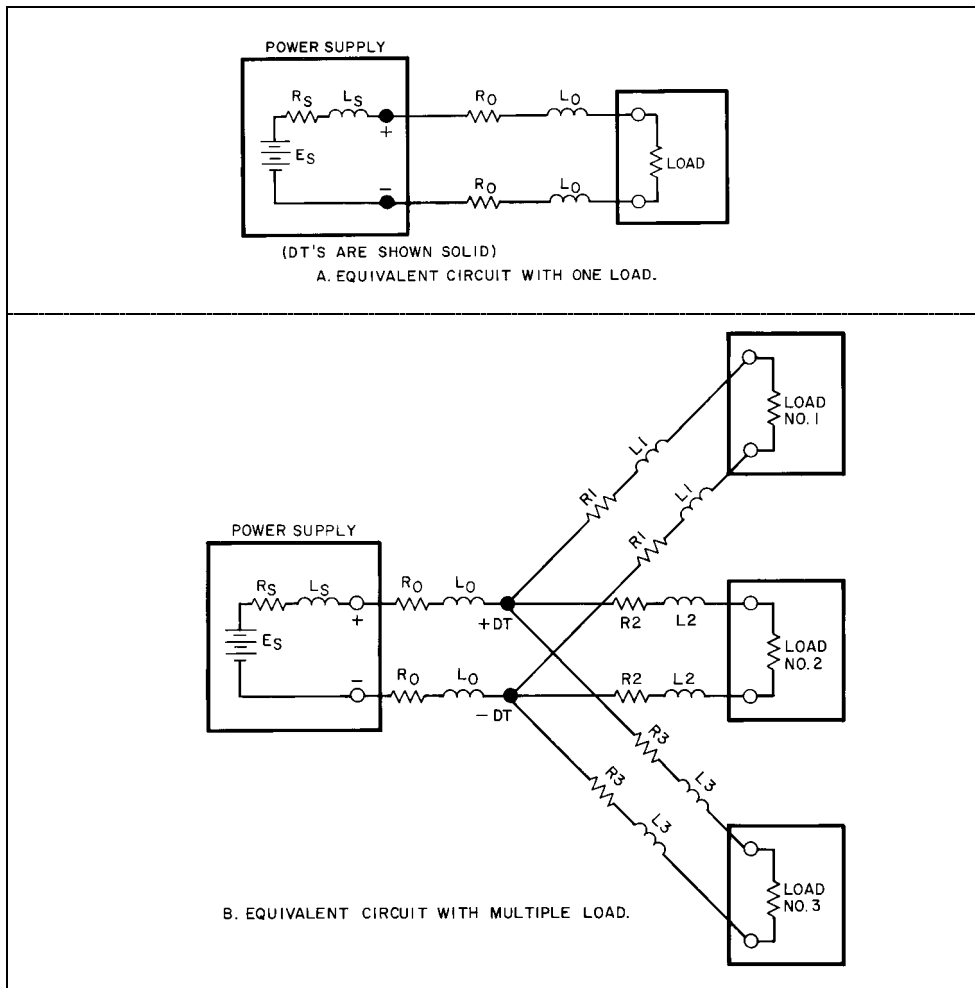 POWER SUPPLY
RS LS
RO LO
+
ES
LOAD
−
RO LO
(DT'S ARE SHOWN SOLID)
A. EQUIVALENT CIRCUIT WITH ONE LOAD.
LOAD
NO. 1
L1
R1
L1
R1
POWER SUPPLY
RS LS
RO LO
+
+DT
R2 L2
ES
LOAD
NO. 2
−
RO LO
R2 L2
− DT
R3
L3
R3
L3
LOAD
NO. 3
B. EQUIVALENT CIRCUIT WITH MULTIPLE LOAD.